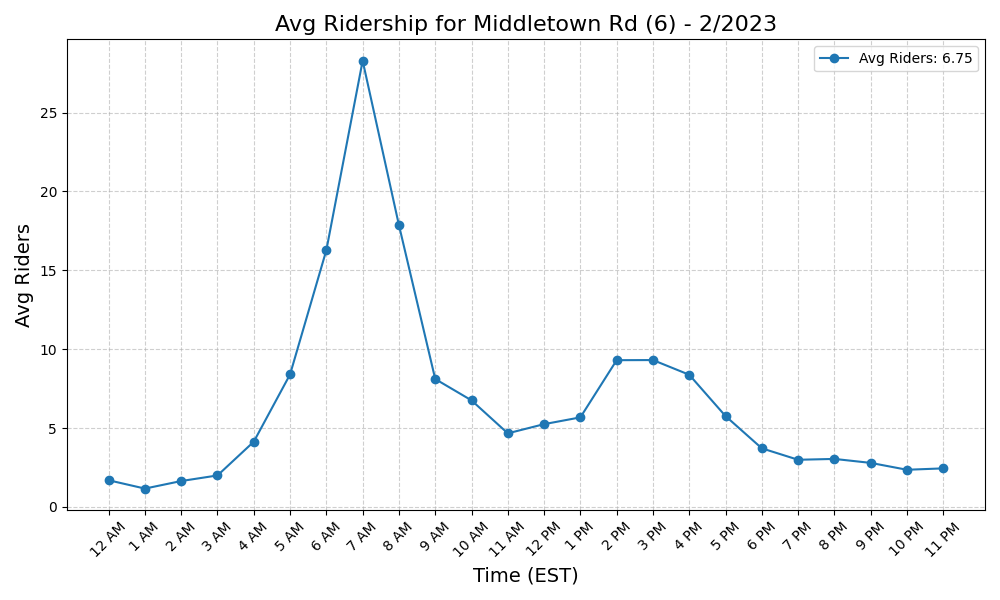 Avg Ridership for Middletown Rd (6) - 2/2023
Avg Riders: 6.75
Avg Riders
25
20
15
10
5
0
12 AM
1 AM
2 AM
3 AM
4 AM
5 AM
6 AM
7 AM
8 AM
9 AM
10 AM
11 AM
12 PM
1 PM
2 PM
3 PM
4 PM
5 PM
6 PM
7 PM
8 PM
9 PM
10 PM
11 PM
Time (EST)